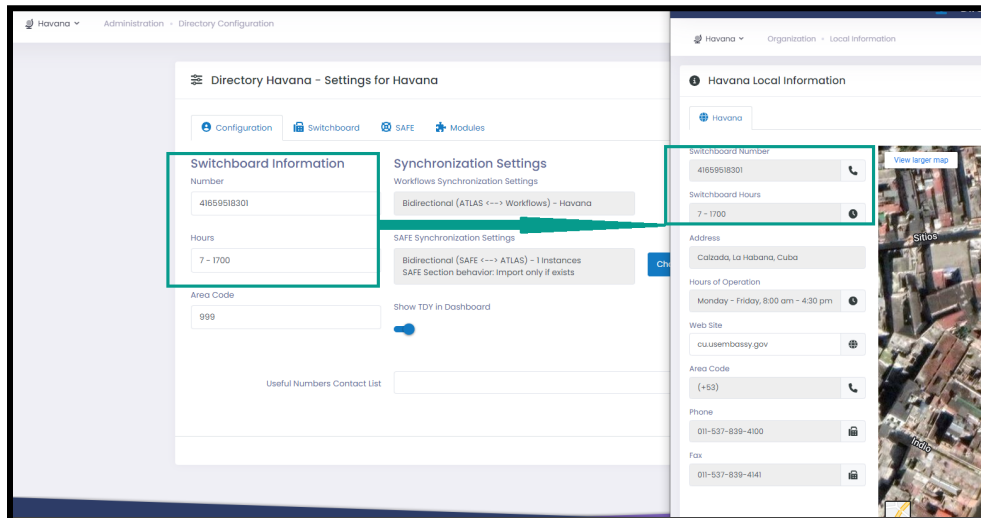 Havana
Administration
Directory Configuration
Directory Havana - Settings for Havana
Configuration
Switchboard
SAFE
Modules
Switchboard Information
Number
41659518301
Hours
7 - 1700
Area Code
999
Synchronization Settings
Workflows Synchronization Settings
Bidirectional (ATLAS <--> Workflows) - Havana
SAFE Synchronization Settings
Bidirectional (SAFE <--> ATLAS) - 1 Instances
SAFE Section behavior: Import only if exists
Show TDY in Dashboard
Useful Numbers Contact List
Havana
Organization
Local Information
Havana Local Information
Havana
Switchboard Number
41659518301
Switchboard Hours
7 - 1700
Address
Calzada, La Habana, Cuba
Hours of Operation
Monday - Friday, 8:00 am - 4:30 pm
Web Site
cu.usembassy.gov
Area Code
(+53)
Phone
011-537-839-4100
Fax
011-537-839-4141
View larger map
Sitios
Indio